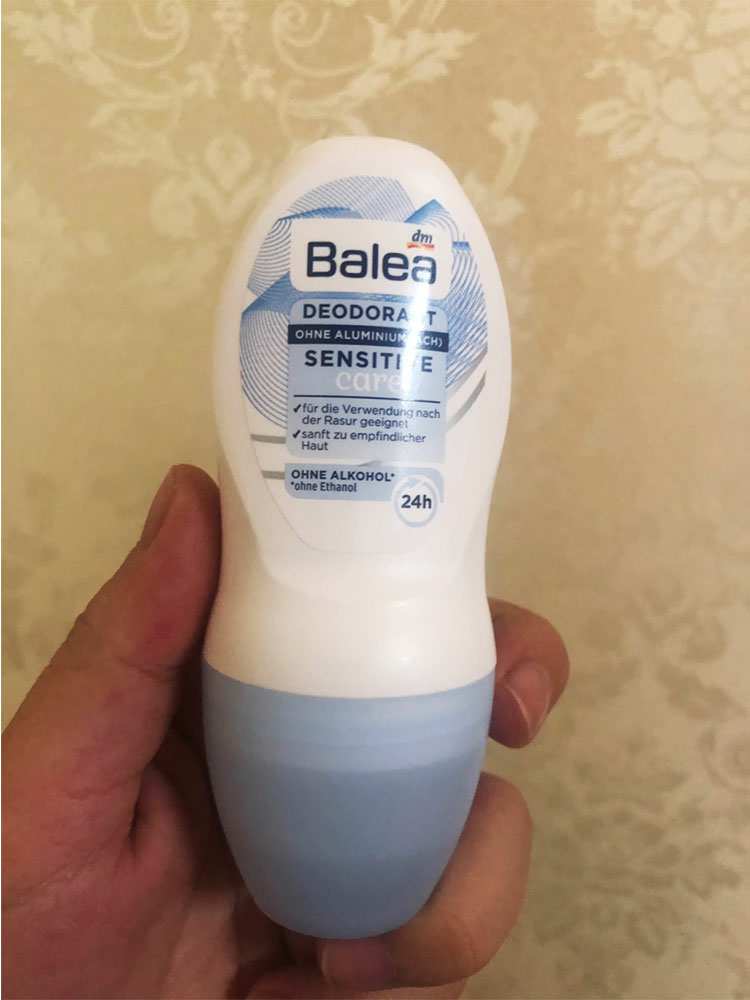 dm
Balea
DEODORANT
OHNE ALUMINIUM (ACH)
SENSITIVE
care
✓für die Verwendung nach
der Rasur geeignet
✓sanft zu empfindlicher
Haut
OHNE ALKOHOL*
*ohne Ethanol
24h